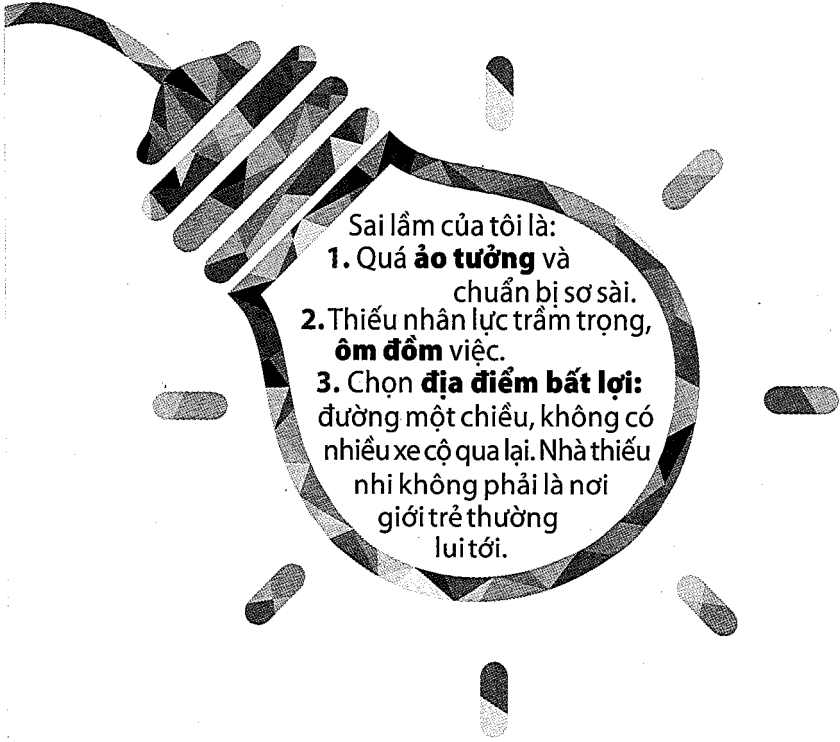 Sai lầm của tôi là:
1. Quá ảo tưởng và
chuẩn bị sơ sài.
2. Thiếu nhân lực trầm trọng,
ôm đồm việc.
3. Chọn địa điểm bất lợi:
đường một chiều, không có
nhiều xe cộ qua lại. Nhà thiếu
nhi không phải là nơi
giới trẻ thường
lui tới.